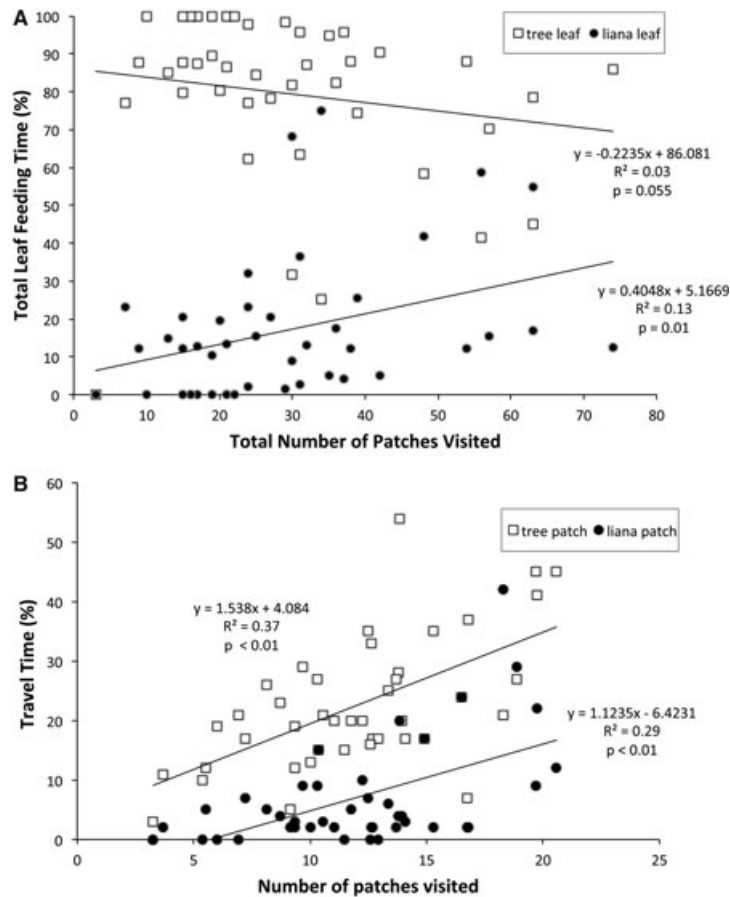 A
100
90
80
70
60
50
40
30
20
10
0
Total Leaf Feeding Time (%)
tree leaf
liana leaf
y = -0.2235x + 86.081
R² = 0.03
p = 0.055
y = 0.4048x + 5.1669
R² = 0.13
p = 0.01
0 10 20 30 40 50 60 70 80
Total Number of Patches Visited
B
60
50
40
30
20
10
0
Travel Time (%)
tree patch
liana patch
y = 1.538x + 4.084
R² = 0.37
p < 0.01
y = 1.1235x - 6.4231
R² = 0.29
p < 0.01
0 5 10 15 20 25
Number of patches visited